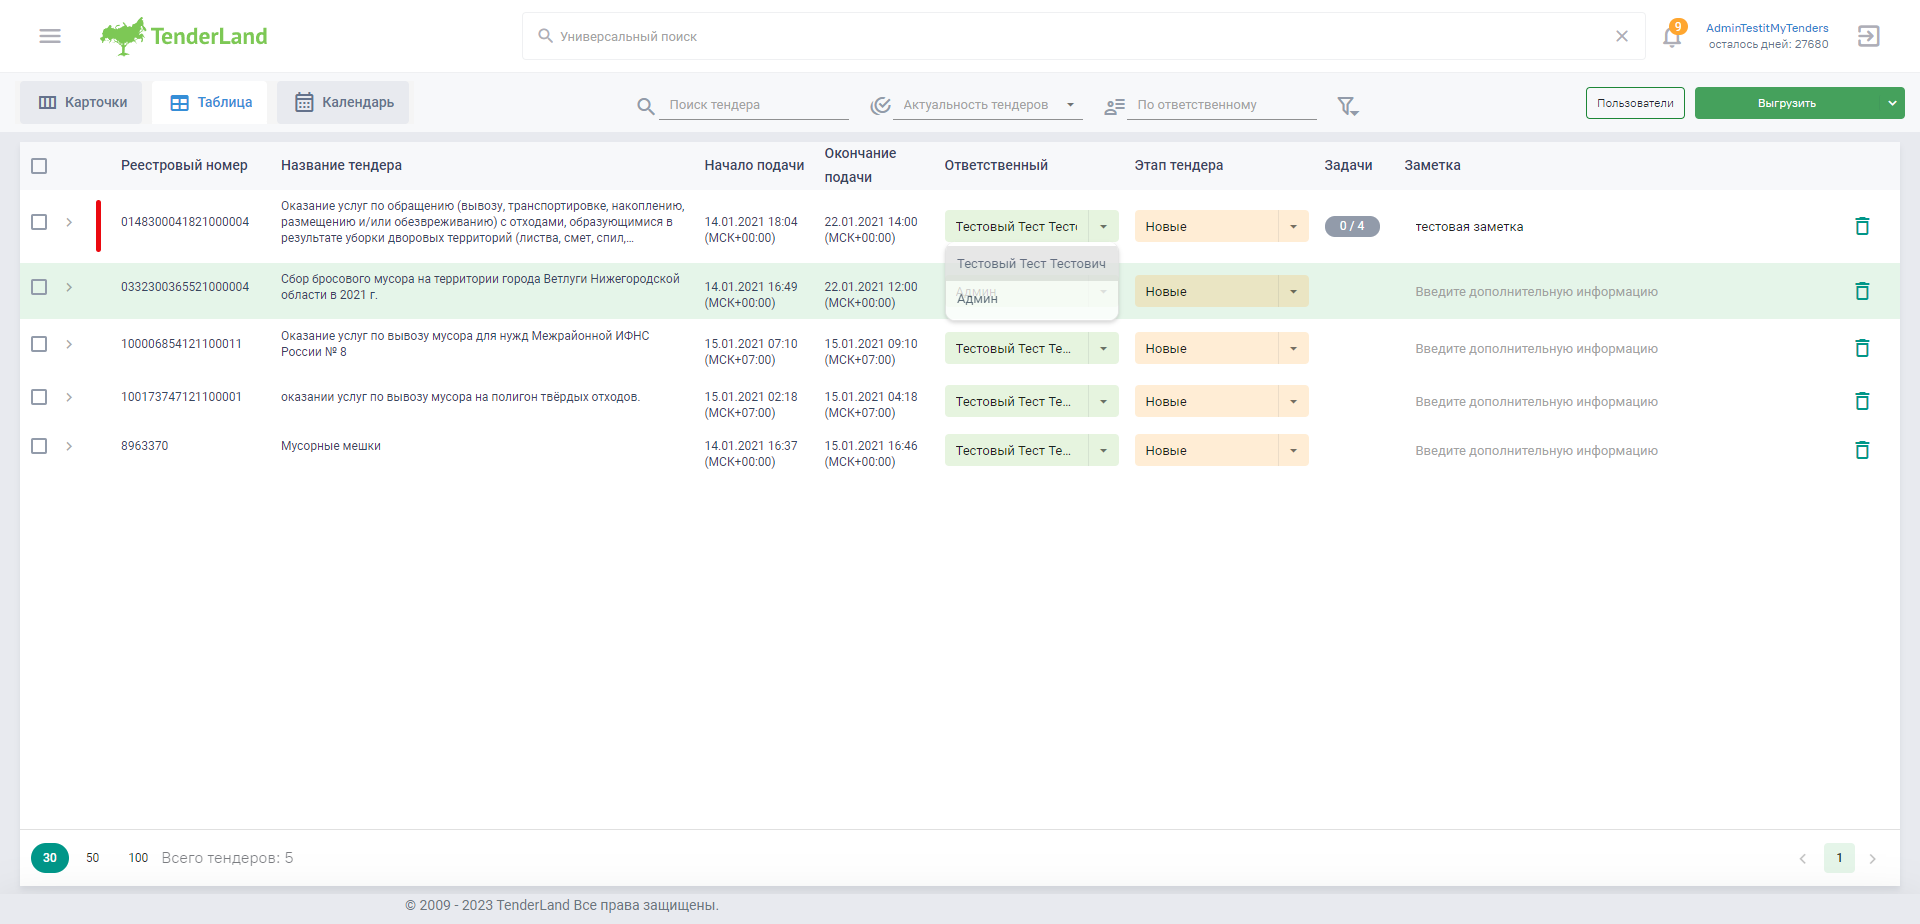 TenderLand
Универсальный поиск
9
AdminTestitMyTenders
осталось дней: 27680
Карточки
Таблица
Календарь
Поиск тендера
Актуальность тендеров
По ответственному
Пользователи
Выгрузить
Реестровый номер
Название тендера
Начало подачи
Окончание
подачи
Ответственный
Этап тендера
Задачи
Заметка
0148300041821000004
Оказание услуг по обращению (вывозу, транспортировке, накоплению,
размещению и/или обезвреживанию) с отходами, образующимися в
результате уборки дворовых территорий (листва, смет, спил,...
14.01.2021 18:04
(МСК+00:00)
22.01.2021 14:00
(МСК+00:00)
Тестовый Тест Тест
Новые
0 / 4
тестовая заметка
Тестовый Тест Тестович
Админ
0332300365521000004
Сбор бросового мусора на территории города Ветлуги Нижегородской
области в 2021 г.
14.01.2021 16:49
(МСК+00:00)
22.01.2021 12:00
(МСК+00:00)
Админ
Новые
Введите дополнительную информацию
100006854121100011
Оказание услуг по вывозу мусора для нужд Межрайонной ИФНС
России № 8
15.01.2021 07:10
(МСК+07:00)
15.01.2021 09:10
(МСК+07:00)
Тестовый Тест Те...
Новые
Введите дополнительную информацию
100173747121100001
оказании услуг по вывозу мусора на полигон твёрдых отходов.
15.01.2021 02:18
(МСК+07:00)
15.01.2021 04:18
(МСК+07:00)
Тестовый Тест Те...
Новые
Введите дополнительную информацию
8963370
Мусорные мешки
14.01.2021 16:37
(МСК+00:00)
15.01.2021 16:46
(МСК+00:00)
Тестовый Тест Те...
Новые
Введите дополнительную информацию
30
50
100
Всего тендеров: 5
1
© 2009 - 2023 TenderLand Все права защищены.